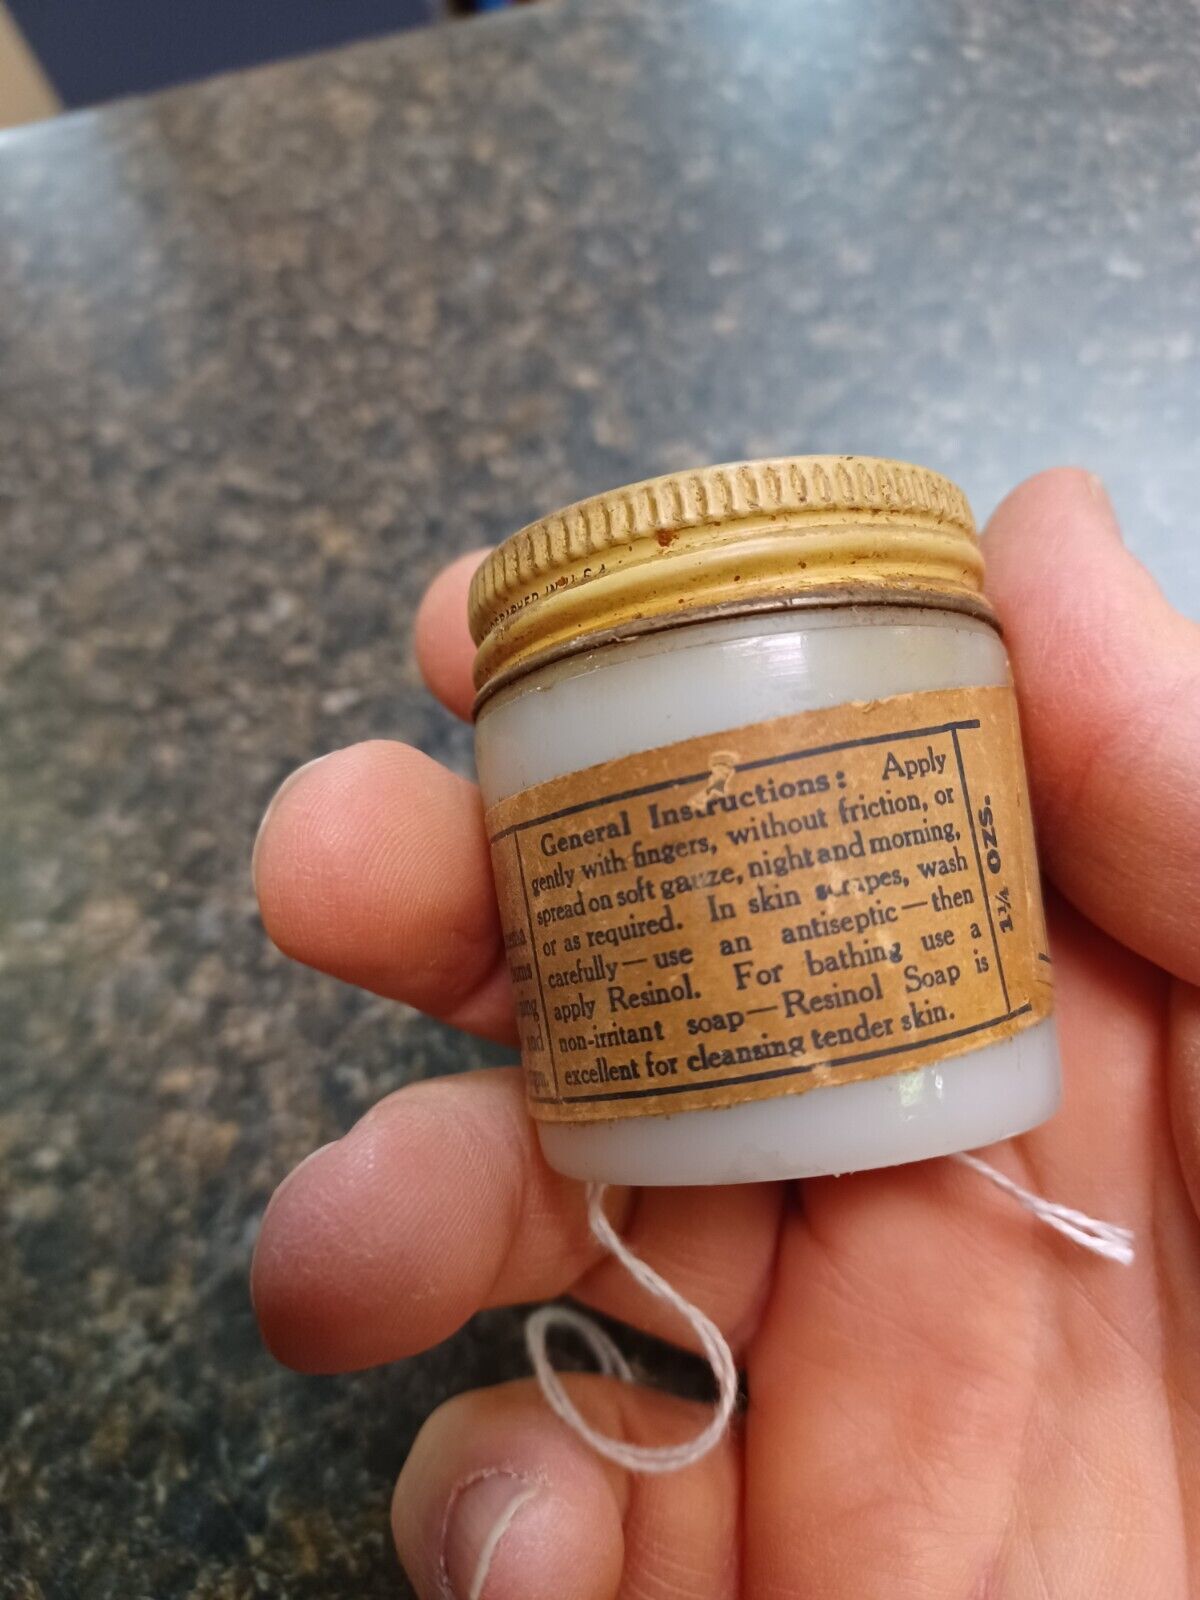 IN U.S.A.
General Instructions: Apply
gently with fingers, without friction, or
spread on soft gauze, night and morning,
or as required. In skin scrapes, wash
carefully—use an antiseptic—then
apply Resinol. For bathing use a
non-irritant soap—Resinol Soap is
excellent for cleansing tender skin.
1¼ OZS.